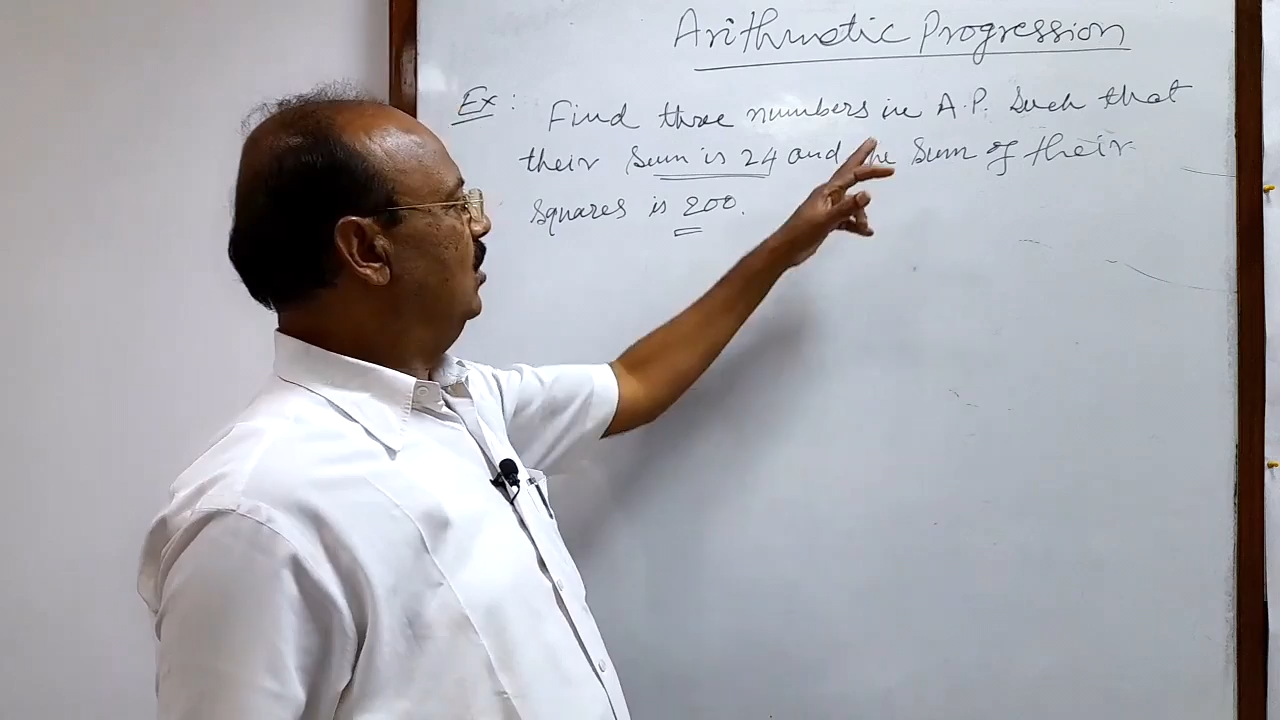 Arithmetic Progression
Ex: Find three numbers in A.P. Such that
their Sum is 24 and the Sum of their
squares is 200.